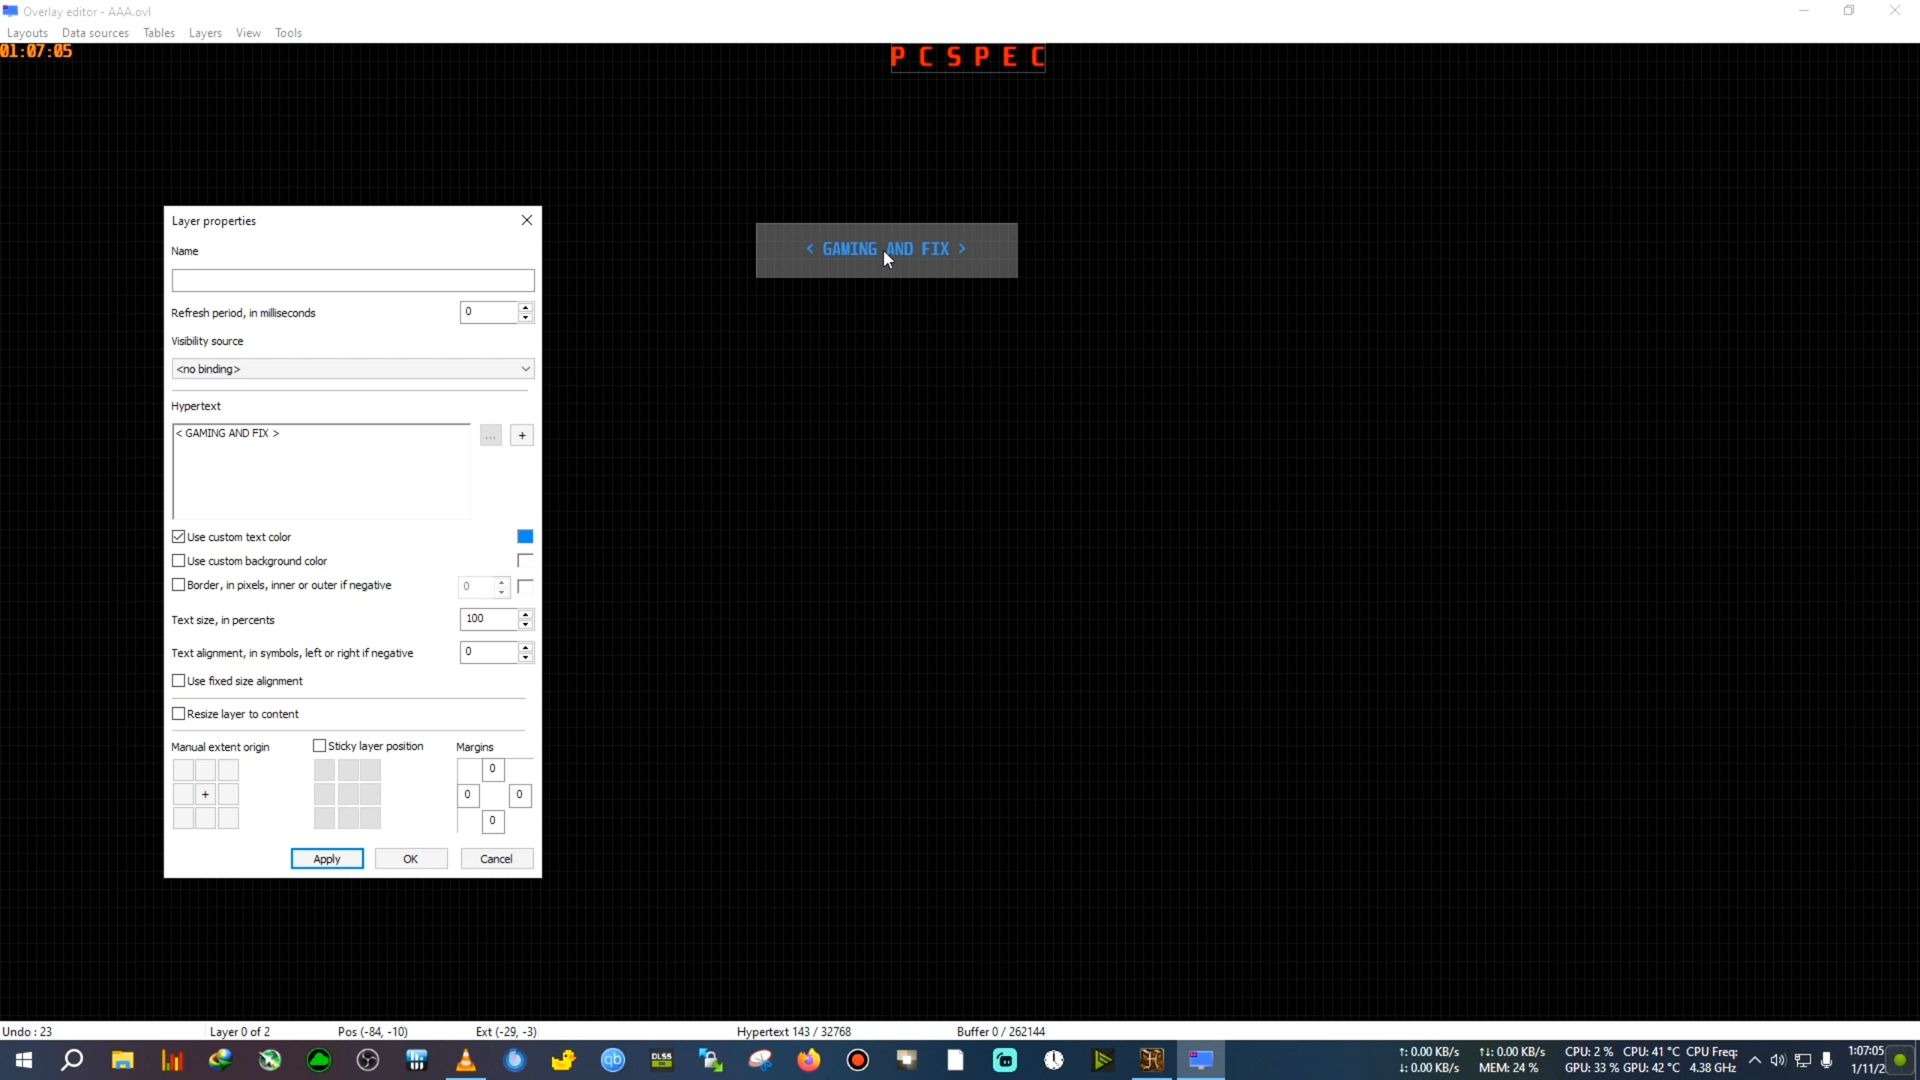 Overlay editor - AAA.ovl
Layouts Data sources Tables Layers View Tools
01:07:05
P C S P E C
Layer properties
Name
< GAMING AND FIX >
Refresh period, in milliseconds 0
Visibility source
<no binding>
Hypertext
< GAMING AND FIX >
... +
Use custom text color
Use custom background color
Border, in pixels, inner or outer if negative 0
Text size, in percents 100
Text alignment, in symbols, left or right if negative 0
Use fixed size alignment
Resize layer to content
Manual extent origin Sticky layer position Margins
0
+ 0 0
0
Apply OK Cancel
Undo : 23 Layer 0 of 2 Pos (-84, -10) Ext (-29, -3) Hypertext 143 / 32768 Buffer 0 / 262144
qb DLSS
↑: 0.00 KB/s ↑↓: 0.00 KB/s CPU: 2 % CPU: 41 °C CPU Freq: 1:07:05
↓: 0.00 KB/s MEM: 24 % GPU: 33 % GPU: 42 °C 4.38 GHz 1/11/2